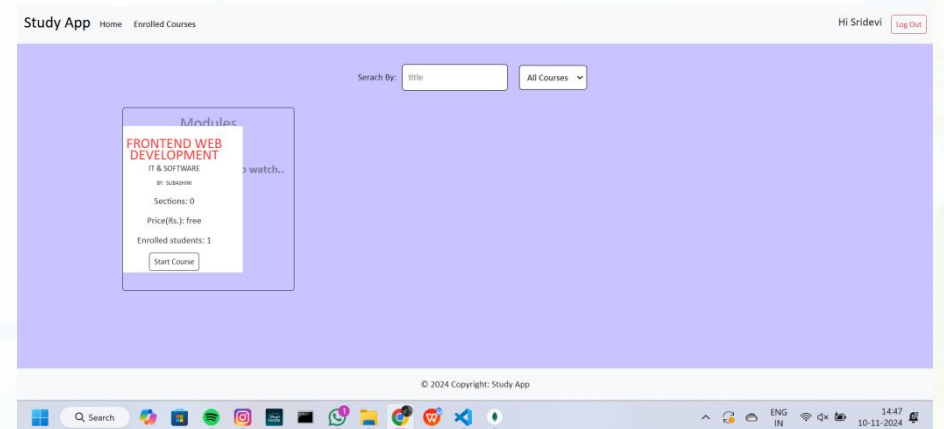 Study App Home Enrolled Courses Hi Sridevi Log Out
Serach By: title All Courses
Modules
FRONTEND WEB
DEVELOPMENT
IT & SOFTWARE
watch..
BY: SUBASHINI
Sections: 0
Price(Rs.): free
Enrolled students: 1
Start Course
© 2024 Copyright: Study App
Search ENG 14:47
IN 10-11-2024